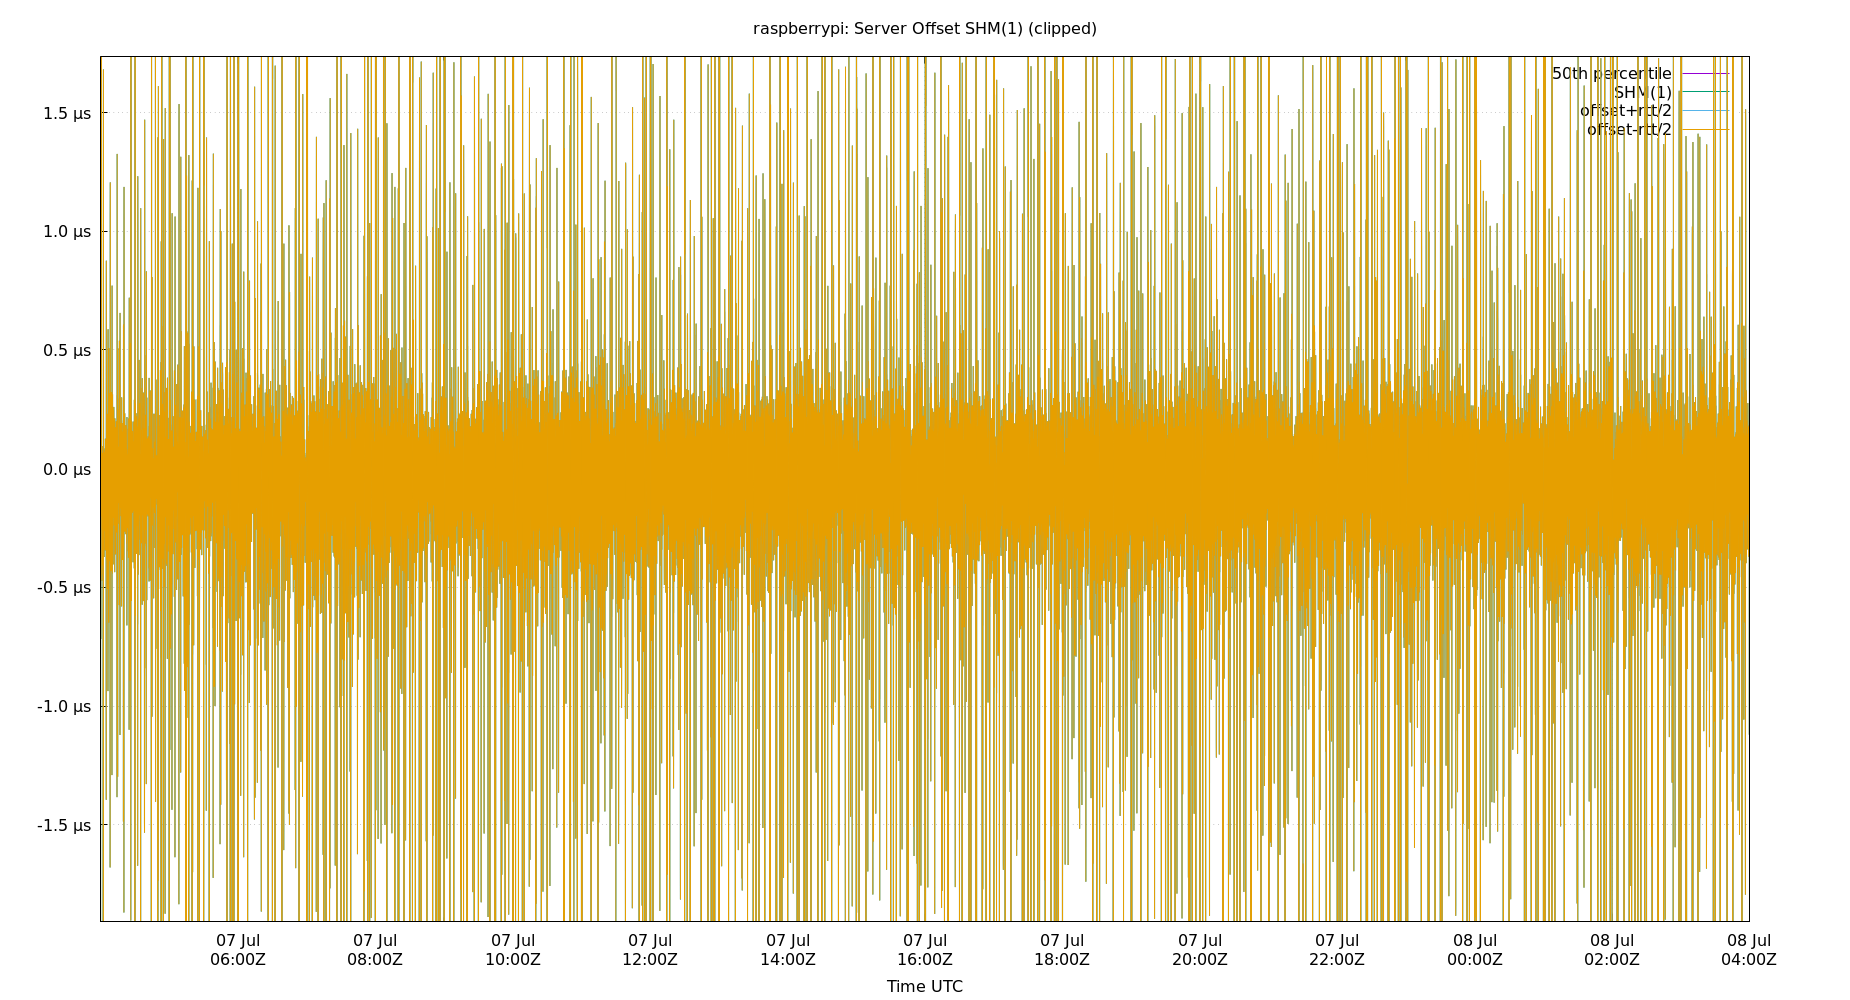 raspberrypi: Server Offset SHM(1) (clipped)
50th percentile
SHM(1)
offset+rtt/2
offset-rtt/2
1.5 µs
1.0 µs
0.5 µs
0.0 µs
-0.5 µs
-1.0 µs
-1.5 µs
07 Jul 07 Jul 07 Jul 07 Jul 07 Jul 07 Jul 07 Jul 07 Jul 07 Jul 08 Jul 08 Jul 08 Jul
06:00Z 08:00Z 10:00Z 12:00Z 14:00Z 16:00Z 18:00Z 20:00Z 22:00Z 00:00Z 02:00Z 04:00Z
Time UTC